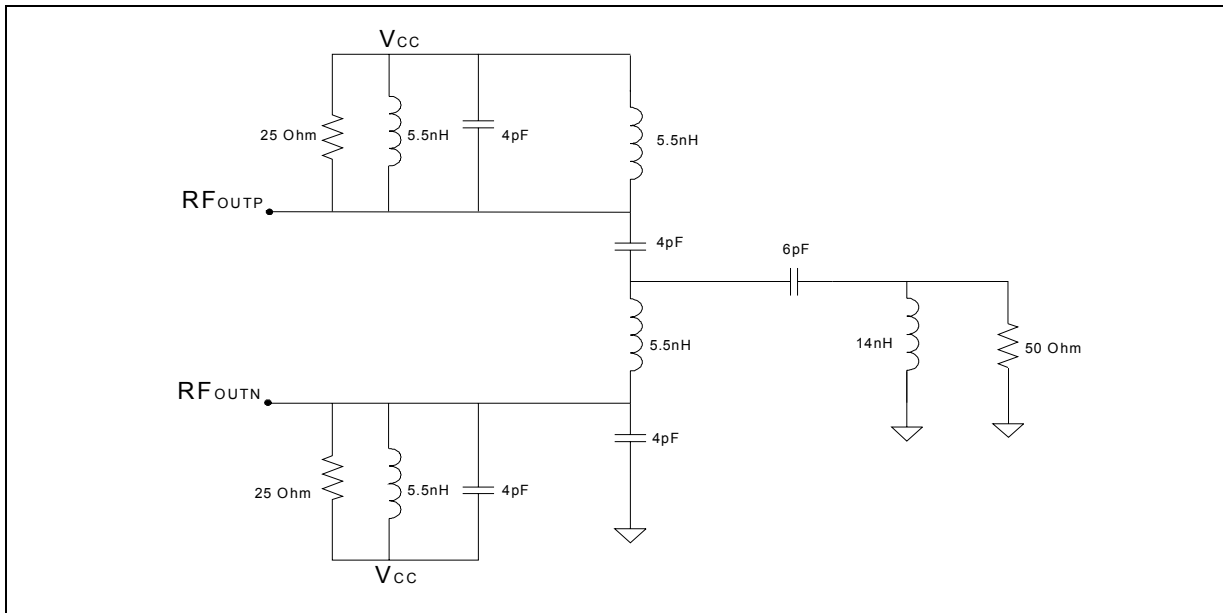 VCC
25 Ohm
5.5nH
4pF
5.5nH
RFOUTP
4pF
6pF
5.5nH
14nH
50 Ohm
RFOUTN
4pF
25 Ohm
5.5nH
4pF
VCC